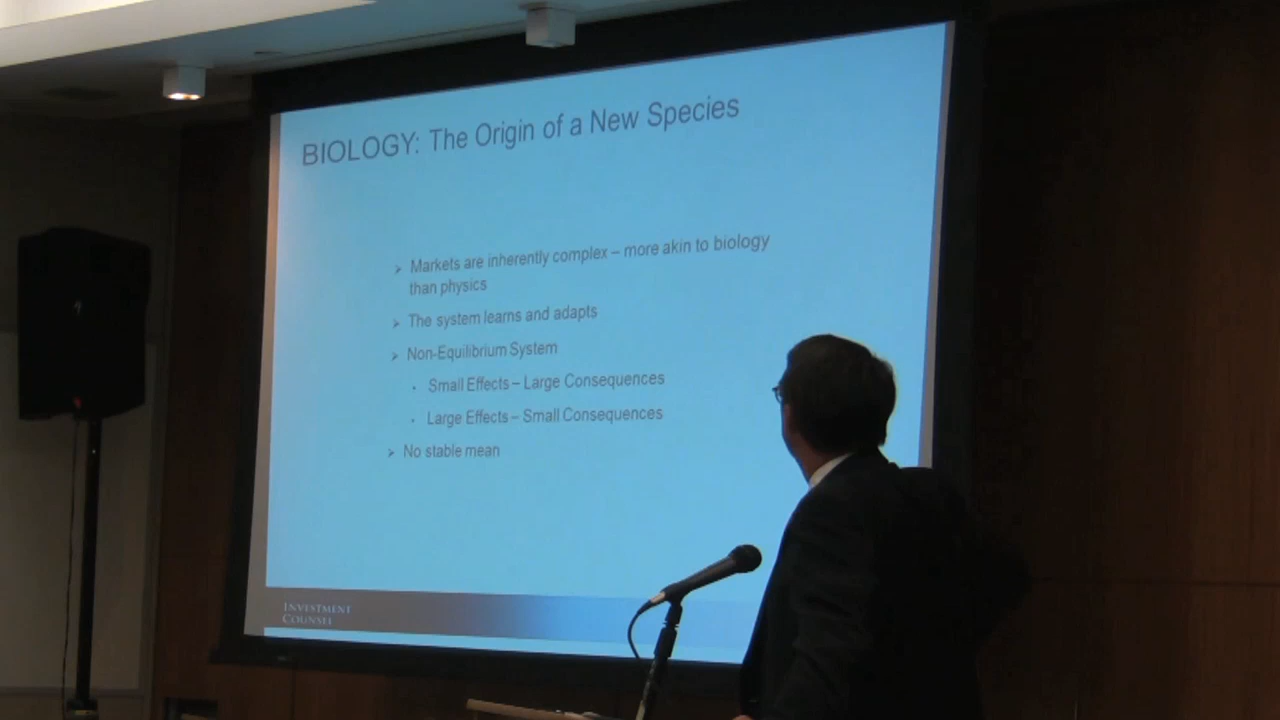 BIOLOGY: The Origin of a New Species
➢ Markets are inherently complex – more akin to biology
than physics
➢ The system learns and adapts
➢ Non-Equilibrium System
• Small Effects – Large Consequences
• Large Effects – Small Consequences
➢ No stable mean
INVESTMENT
COUNSEL